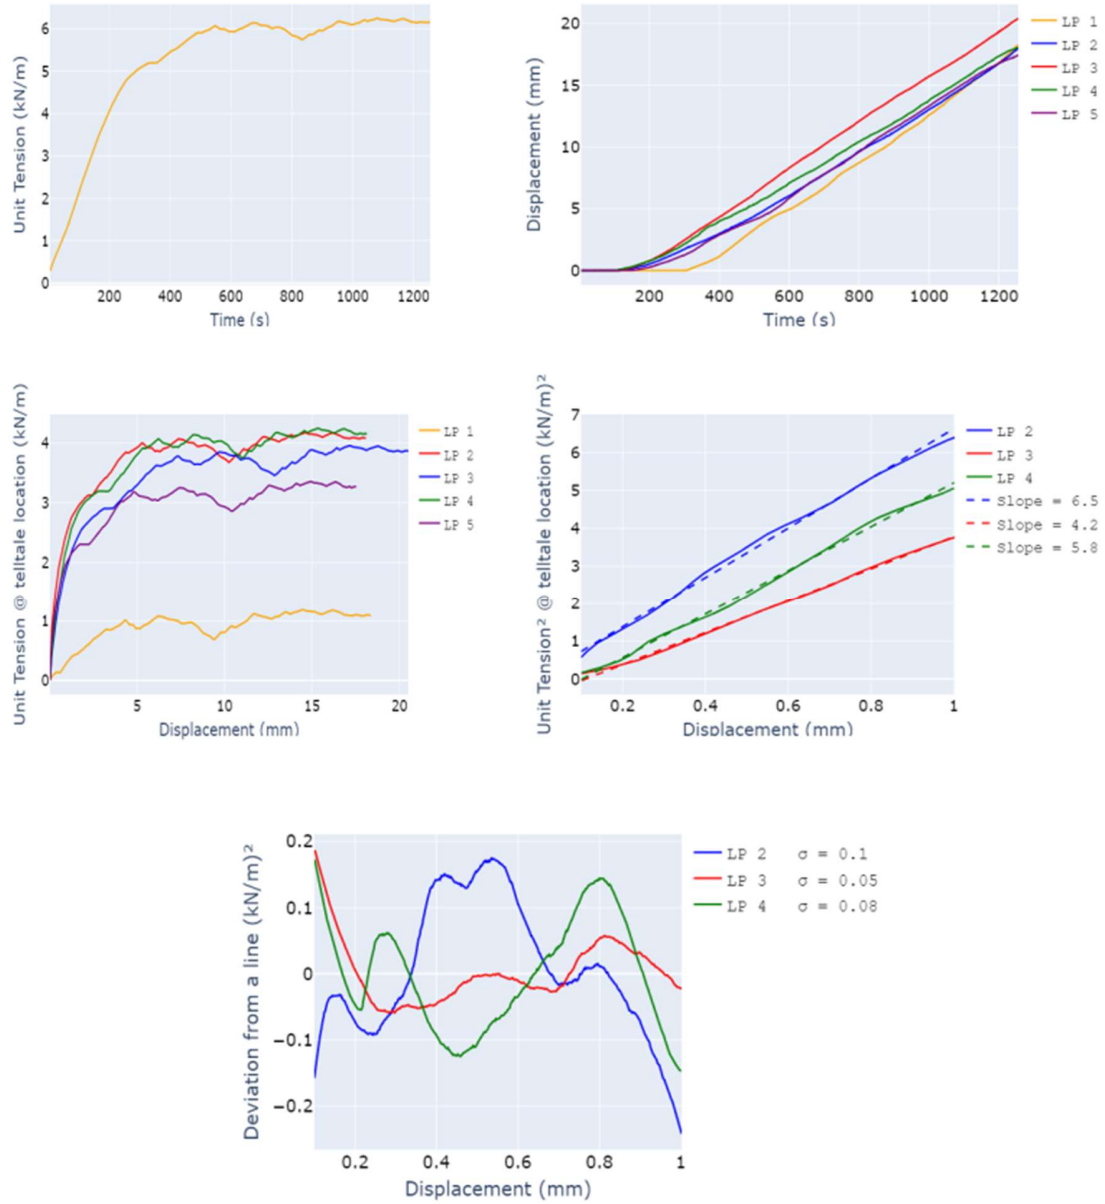 Unit Tension (kN/m)
6
5
4
3
2
1
0
200 400 600 800 1000 1200
Time (s)
Displacement (mm)
20
15
10
5
0
200 400 600 800 1000 1200
Time (s)
LP 1
LP 2
LP 3
LP 4
LP 5
Unit Tension @ telltale location (kN/m)
4
3
2
1
0
5 10 15 20
Displacement (mm)
LP 1
LP 2
LP 3
LP 4
LP 5
Unit Tension² @ telltale location (kN/m)²
7
6
5
4
3
2
1
0
0.2 0.4 0.6 0.8 1
Displacement (mm)
LP 2
LP 3
LP 4
Slope = 6.5
Slope = 4.2
Slope = 5.8
Deviation from a line (kN/m)²
0.2
0.1
0
−0.1
−0.2
0.2 0.4 0.6 0.8 1
Displacement (mm)
LP 2 σ = 0.1
LP 3 σ = 0.05
LP 4 σ = 0.08